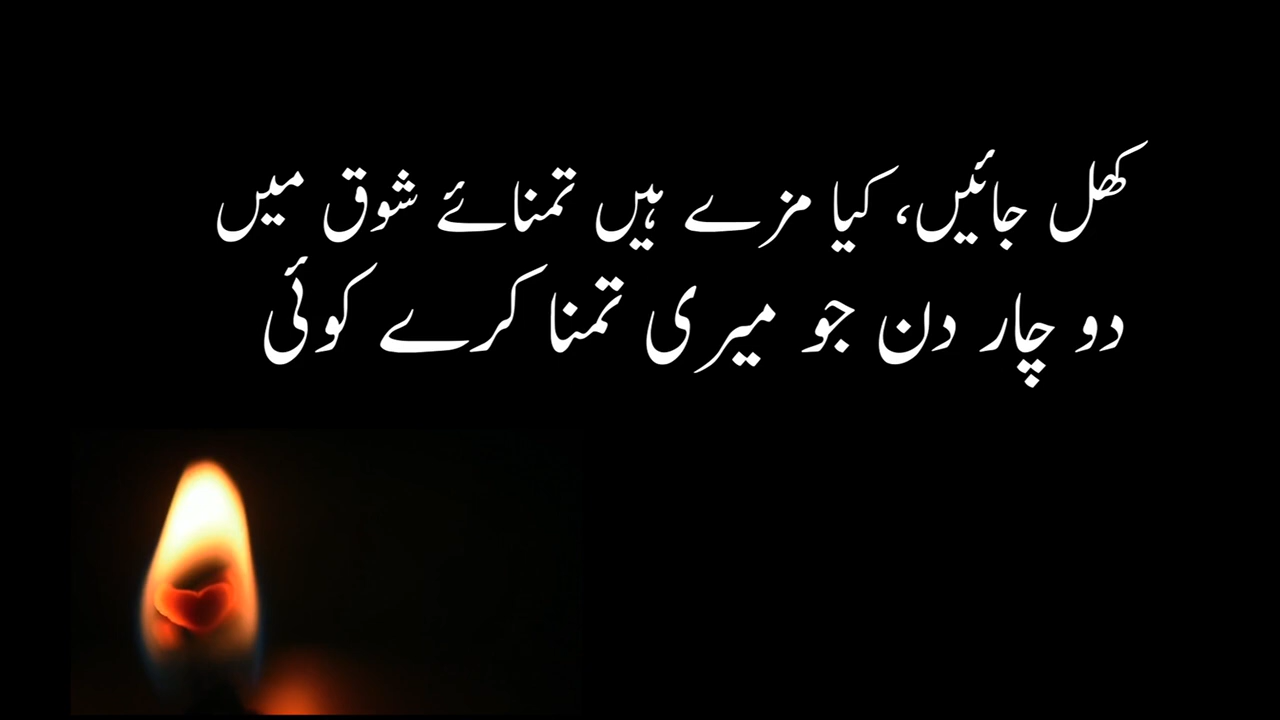 کھل جائیں، کیا مزے ہیں تمنائے شوق میں
دو چار دن جو میری تمنا کرے کوئی